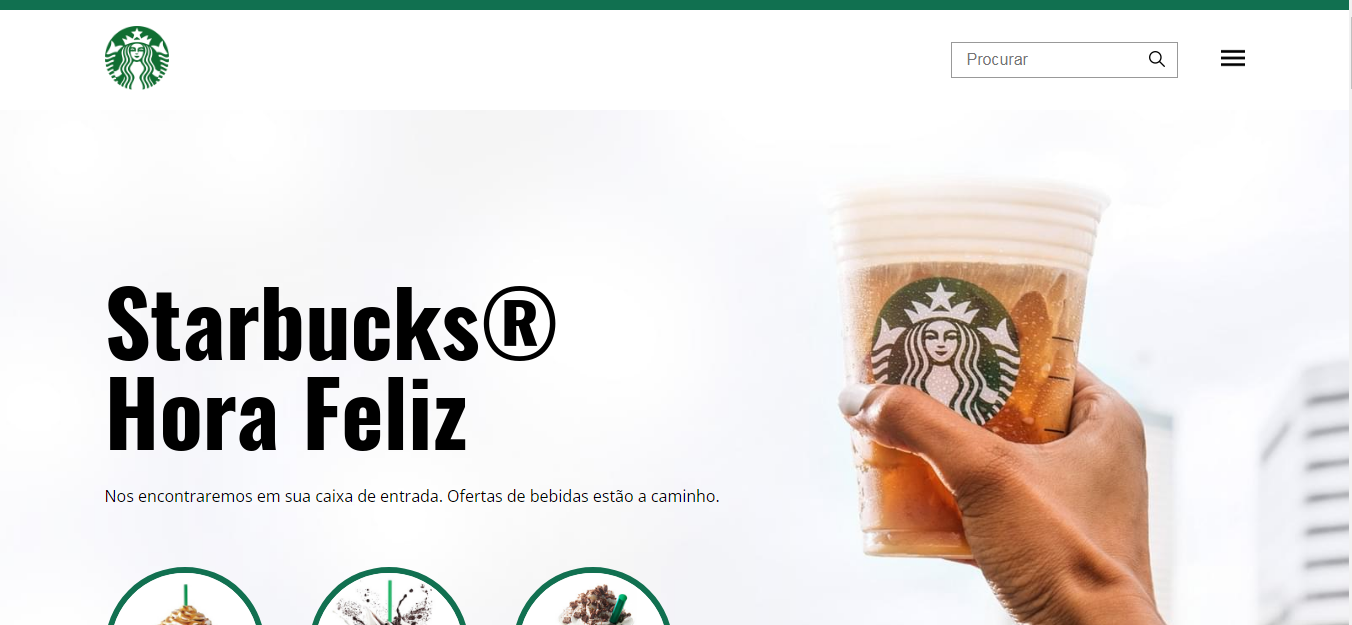 Procurar
Starbucks®
Hora Feliz
Nos encontraremos em sua caixa de entrada. Ofertas de bebidas estão a caminho.